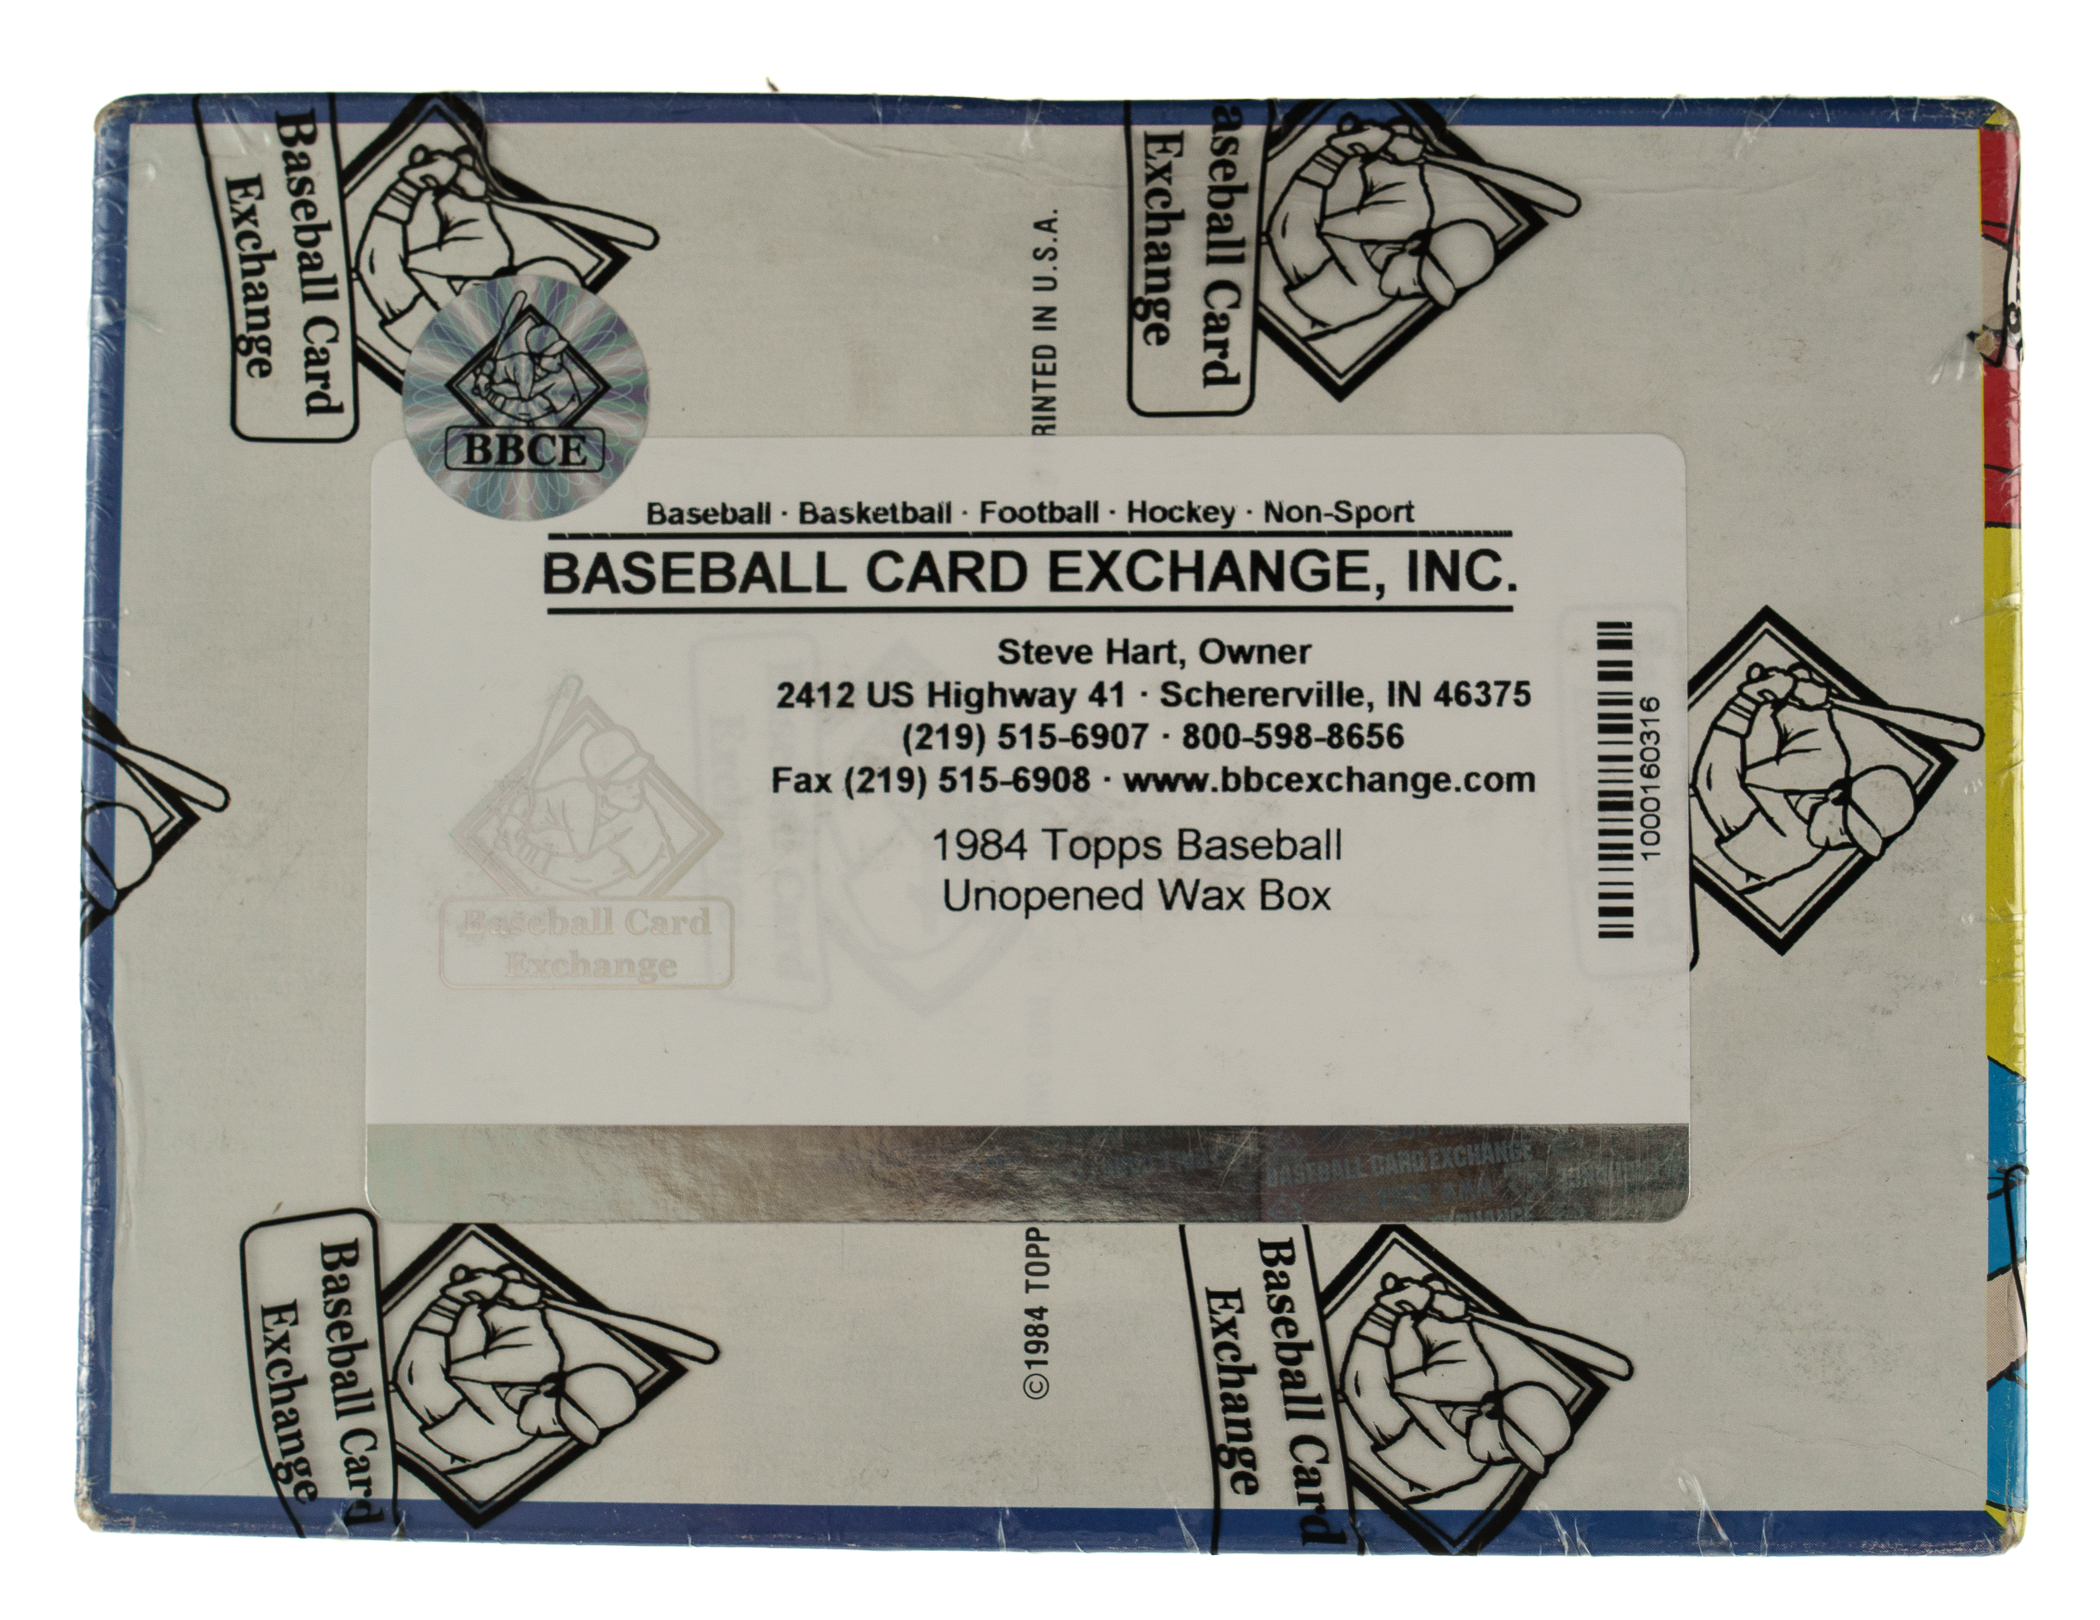 Baseball Card
Exchange
aseball Card
Exchange
RINTED IN U.S.A.
BBCE
Baseball · Basketball · Football · Hockey · Non-Sport
BASEBALL CARD EXCHANGE, INC.
Steve Hart, Owner
2412 US Highway 41 · Schererville, IN 46375
(219) 515-6907 · 800-598-8656
Fax (219) 515-6908 · www.bbcexchange.com
1984 Topps Baseball
Unopened Wax Box
1000160316
Baseball Card
Exchange
BASEBALL CARD EXCHANGE
©1984 TOPP
Baseball Card
Exchange
Baseball Card
Exchange